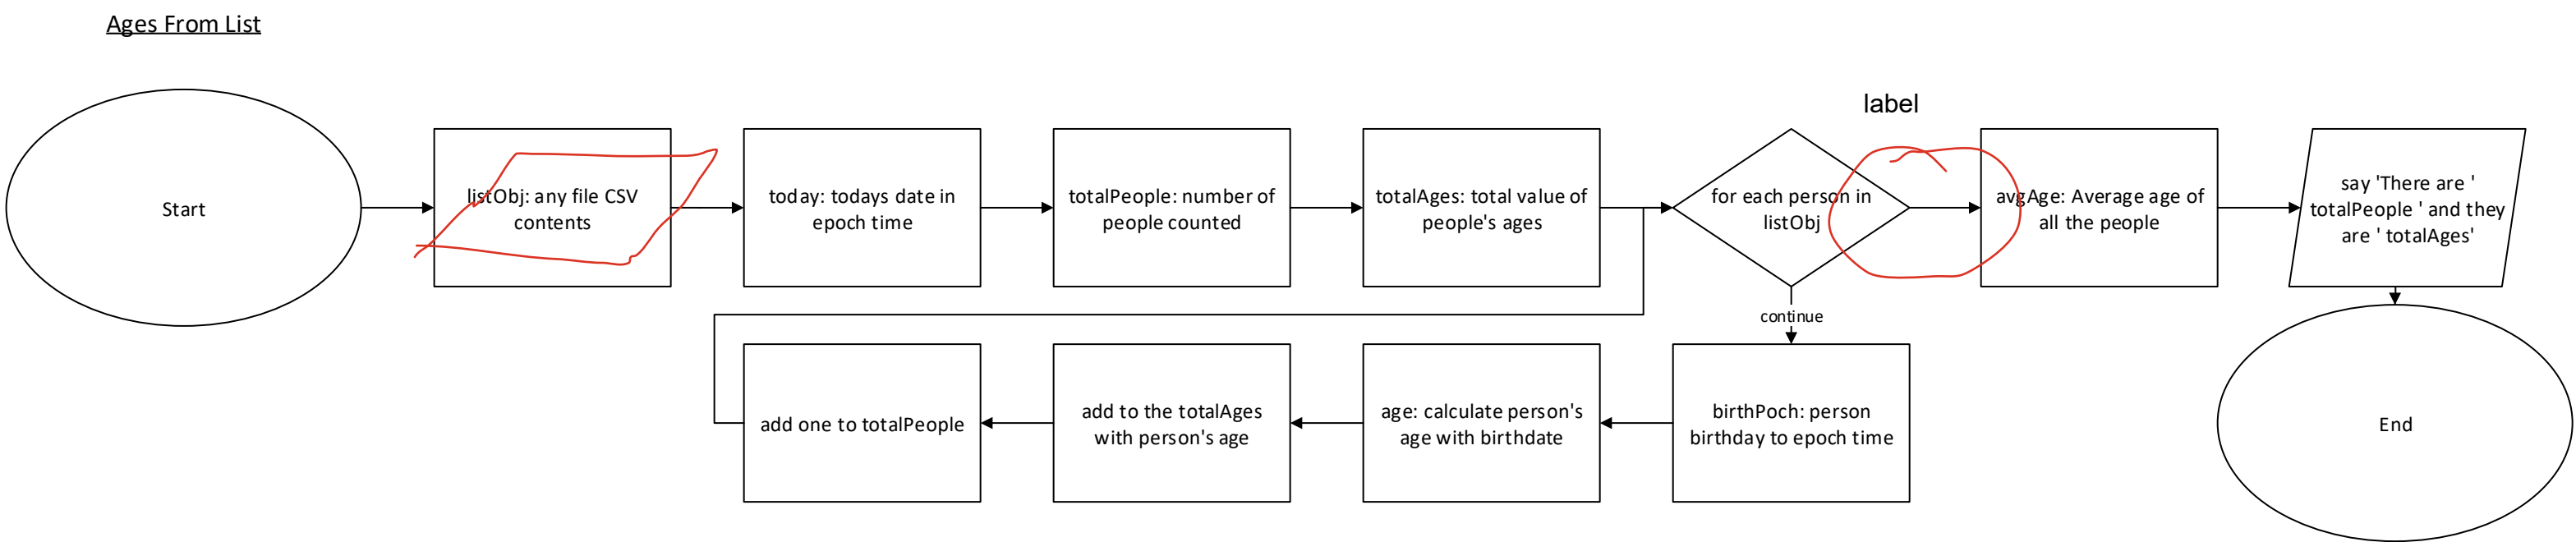 Ages From List
label
Start
listObj: any file CSV
contents
today: todays date in
epoch time
totalPeople: number of
people counted
totalAges: total value of
people's ages
for each person in
listObj
avgAge: Average age of
all the people
say 'There are '
totalPeople ' and they
are ' totalAges'
continue
add one to totalPeople
add to the totalAges
with person's age
age: calculate person's
age with birthdate
birthPoch: person
birthday to epoch time
End